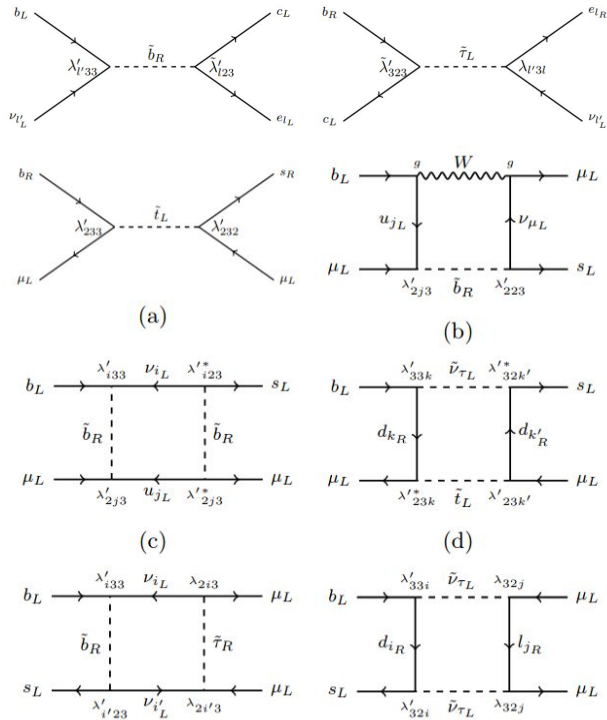 b_L c_L b_R e_{l_R}
b̃_R τ̃_L
λ'_{l'33} λ̃'_{l23} λ̃'_{323} λ_{l'3l}
ν_{l'_L} e_{l_L} c_L ν_{l'_L}
b_R s_R b_L g W g μ_L
t̃_L u_{j_L} ν_{μ_L}
λ'_{233} λ'_{232}
μ_L μ_L μ_L λ'_{2j3} b̃_R λ'_{223} s_L
(a) (b)
λ'_{i33} ν_{i_L} λ'^*_{i23} λ'_{33k} ν̃_{τ_L} λ'^*_{32k'}
b_L s_L b_L s_L
b̃_R b̃_R d_{k_R} d_{k'_R}
μ_L μ_L μ_L μ_L
λ'_{2j3} u_{j_L} λ'^*_{2j3} λ'^*_{23k} t̃_L λ'_{23k'}
(c) (d)
λ'_{i33} ν_{i_L} λ_{2i3} λ'_{33i} ν̃_{τ_L} λ_{32j}
b_L μ_L b_L μ_L
b̃_R τ̃_R d_{i_R} l_{j_R}
s_L μ_L s_L μ_L
λ'_{i'23} ν_{i'_L} λ_{2i'3} λ'_{32i} ν̃_{τ_L} λ_{32j}